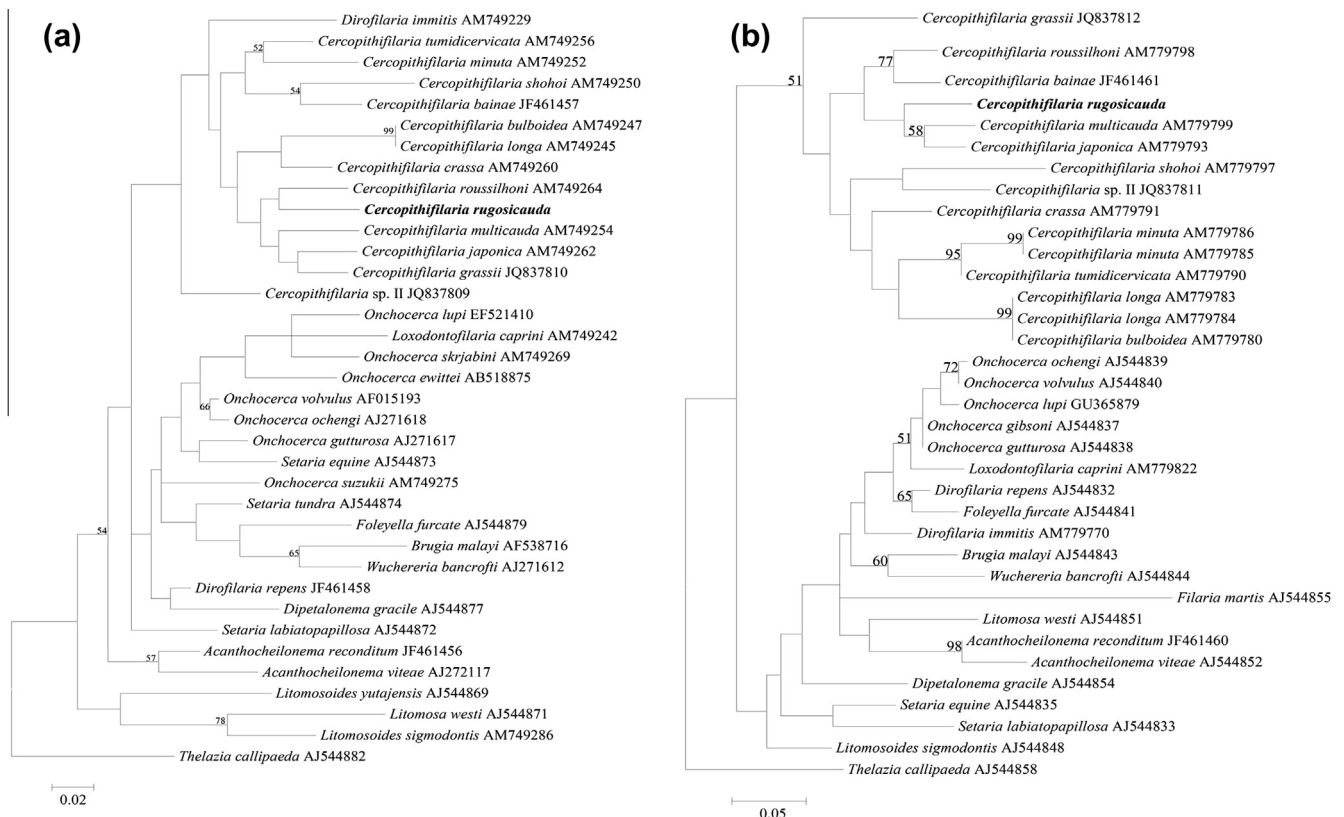 (a)
Dirofilaria immitis AM749229
52
Cercopithifilaria tumidicervicata AM749256
Cercopithifilaria minuta AM749252
54
Cercopithifilaria shohoi AM749250
Cercopithifilaria bainae JF461457
99
Cercopithifilaria bulboidea AM749247
Cercopithifilaria longa AM749245
Cercopithifilaria crassa AM749260
Cercopithifilaria roussilhoni AM749264
Cercopithifilaria rugosicauda
Cercopithifilaria multicauda AM749254
Cercopithifilaria japonica AM749262
Cercopithifilaria grassii JQ837810
Cercopithifilaria sp. II JQ837809
Onchocerca lupi EF521410
Loxodontofilaria caprini AM749242
Onchocerca skrjabini AM749269
Onchocerca ewittei AB518875
66
Onchocerca volvulus AF015193
Onchocerca ochengi AJ271618
Onchocerca gutturosa AJ271617
Setaria equine AJ544873
Onchocerca suzukii AM749275
Setaria tundra AJ544874
54
Foleyella furcate AJ544879
65
Brugia malayi AF538716
Wuchereria bancrofti AJ271612
Dirofilaria repens JF461458
Dipetalonema gracile AJ544877
Setaria labiatopapillosa AJ544872
57
Acanthocheilonema reconditum JF461456
Acanthocheilonema viteae AJ272117
Litomosoides yutajensis AJ544869
78
Litomosa westi AJ544871
Litomosoides sigmodontis AM749286
Thelazia callipaeda AJ544882
0.02
(b)
Cercopithifilaria grassii JQ837812
51
77
Cercopithifilaria roussilhoni AM779798
Cercopithifilaria bainae JF461461
Cercopithifilaria rugosicauda
58
Cercopithifilaria multicauda AM779799
Cercopithifilaria japonica AM779793
Cercopithifilaria shohoi AM779797
Cercopithifilaria sp. II JQ837811
Cercopithifilaria crassa AM779791
99
Cercopithifilaria minuta AM779786
95
Cercopithifilaria minuta AM779785
Cercopithifilaria tumidicervicata AM779790
Cercopithifilaria longa AM779783
99
Cercopithifilaria longa AM779784
Cercopithifilaria bulboidea AM779780
72
Onchocerca ochengi AJ544839
Onchocerca volvulus AJ544840
Onchocerca lupi GU365879
Onchocerca gibsoni AJ544837
51
Onchocerca gutturosa AJ544838
Loxodontofilaria caprini AM779822
65
Dirofilaria repens AJ544832
Foleyella furcate AJ544841
Dirofilaria immitis AM779770
60
Brugia malayi AJ544843
Wuchereria bancrofti AJ544844
Filaria martis AJ544855
Litomosa westi AJ544851
98
Acanthocheilonema reconditum JF461460
Acanthocheilonema viteae AJ544852
Dipetalonema gracile AJ544854
Setaria equine AJ544835
Setaria labiatopapillosa AJ544833
Litomosoides sigmodontis AJ544848
Thelazia callipaeda AJ544858
0.05